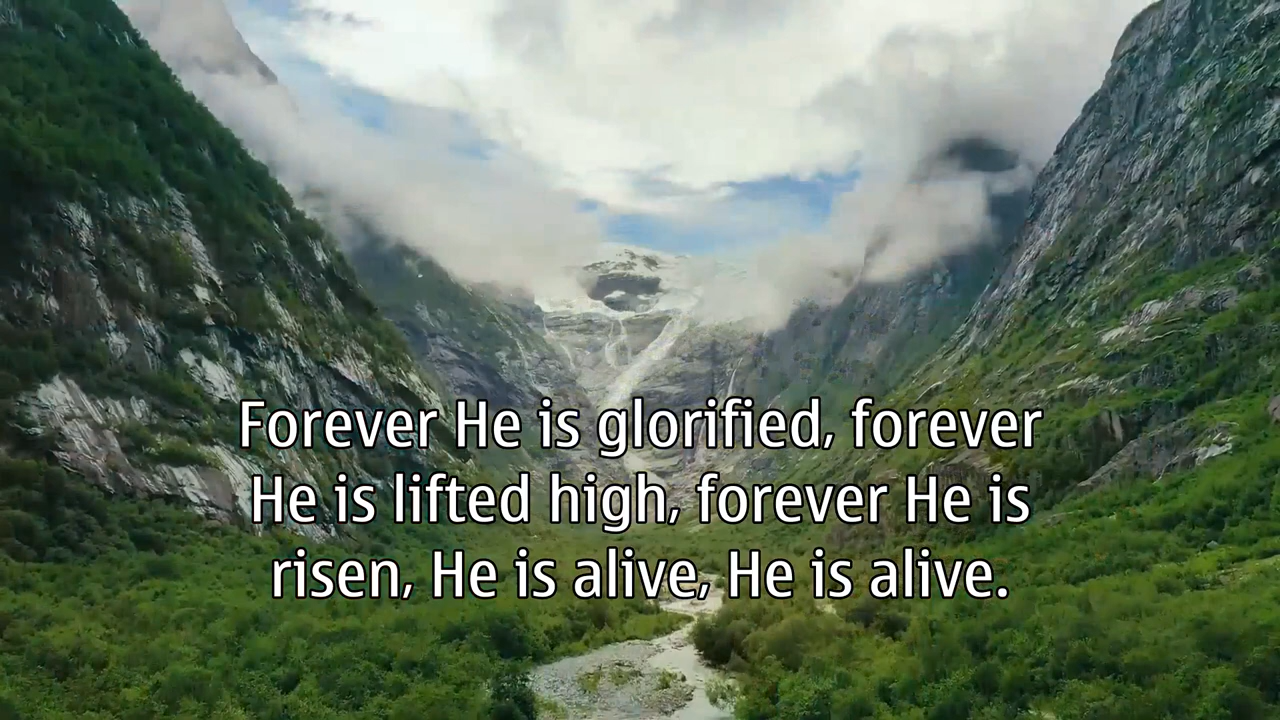 Forever He is glorified, forever
He is lifted high, forever He is
risen, He is alive, He is alive.